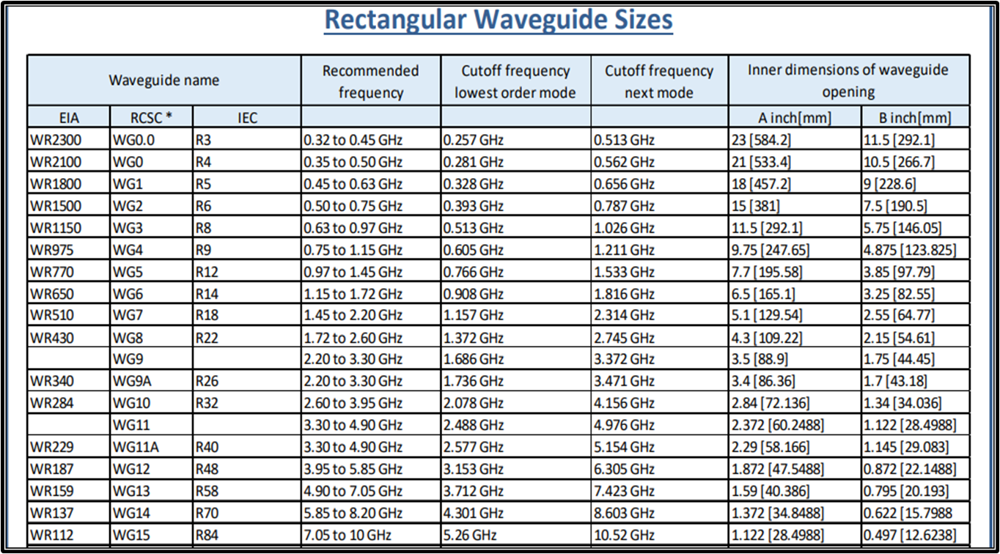 Rectangular Waveguide Sizes
Waveguide name Recommended frequency Cutoff frequency lowest order mode Cutoff frequency next mode Inner dimensions of waveguide opening
EIA RCSC * IEC A inch[mm] B inch[mm]
WR2300 WG0.0 R3 0.32 to 0.45 GHz 0.257 GHz 0.513 GHz 23 [584.2] 11.5 [292.1]
WR2100 WG0 R4 0.35 to 0.50 GHz 0.281 GHz 0.562 GHz 21 [533.4] 10.5 [266.7]
WR1800 WG1 R5 0.45 to 0.63 GHz 0.328 GHz 0.656 GHz 18 [457.2] 9 [228.6]
WR1500 WG2 R6 0.50 to 0.75 GHz 0.393 GHz 0.787 GHz 15 [381] 7.5 [190.5]
WR1150 WG3 R8 0.63 to 0.97 GHz 0.513 GHz 1.026 GHz 11.5 [292.1] 5.75 [146.05]
WR975 WG4 R9 0.75 to 1.15 GHz 0.605 GHz 1.211 GHz 9.75 [247.65] 4.875 [123.825]
WR770 WG5 R12 0.97 to 1.45 GHz 0.766 GHz 1.533 GHz 7.7 [195.58] 3.85 [97.79]
WR650 WG6 R14 1.15 to 1.72 GHz 0.908 GHz 1.816 GHz 6.5 [165.1] 3.25 [82.55]
WR510 WG7 R18 1.45 to 2.20 GHz 1.157 GHz 2.314 GHz 5.1 [129.54] 2.55 [64.77]
WR430 WG8 R22 1.72 to 2.60 GHz 1.372 GHz 2.745 GHz 4.3 [109.22] 2.15 [54.61]
WG9 2.20 to 3.30 GHz 1.686 GHz 3.372 GHz 3.5 [88.9] 1.75 [44.45]
WR340 WG9A R26 2.20 to 3.30 GHz 1.736 GHz 3.471 GHz 3.4 [86.36] 1.7 [43.18]
WR284 WG10 R32 2.60 to 3.95 GHz 2.078 GHz 4.156 GHz 2.84 [72.136] 1.34 [34.036]
WG11 3.30 to 4.90 GHz 2.488 GHz 4.976 GHz 2.372 [60.2488] 1.122 [28.4988]
WR229 WG11A R40 3.30 to 4.90 GHz 2.577 GHz 5.154 GHz 2.29 [58.166] 1.145 [29.083]
WR187 WG12 R48 3.95 to 5.85 GHz 3.153 GHz 6.305 GHz 1.872 [47.5488] 0.872 [22.1488]
WR159 WG13 R58 4.90 to 7.05 GHz 3.712 GHz 7.423 GHz 1.59 [40.386] 0.795 [20.193]
WR137 WG14 R70 5.85 to 8.20 GHz 4.301 GHz 8.603 GHz 1.372 [34.8488] 0.622 [15.7988
WR112 WG15 R84 7.05 to 10 GHz 5.26 GHz 10.52 GHz 1.122 [28.4988] 0.497 [12.6238]